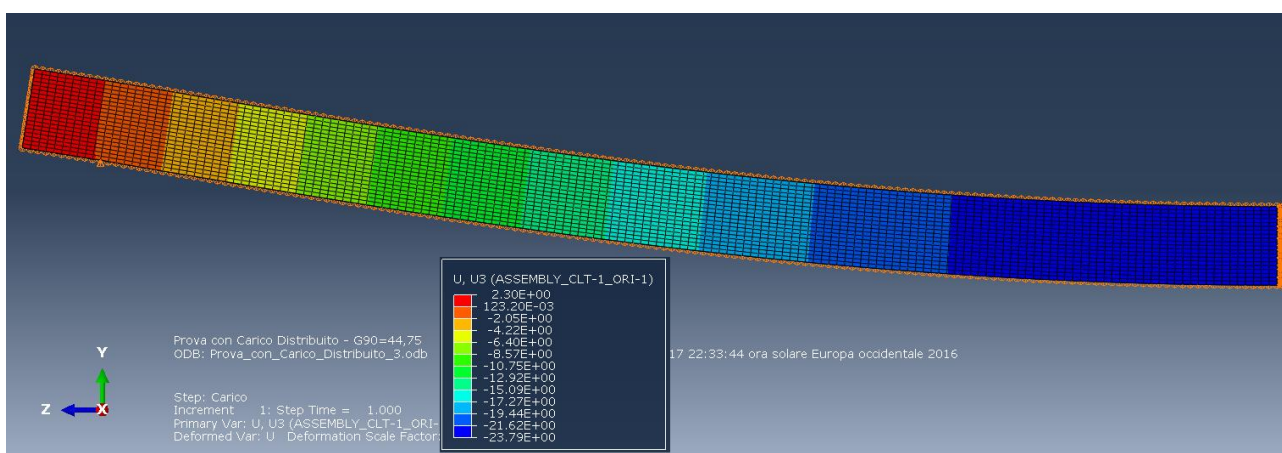 U, U3 (ASSEMBLY_CLT-1_ORI-1)
2.30E+00
123.20E-03
-2.05E+00
-4.22E+00
-6.40E+00
-8.57E+00
-10.75E+00
-12.92E+00
-15.09E+00
-17.27E+00
-19.44E+00
-21.62E+00
-23.79E+00
Prova con Carico Distribuito - G90=44,75
ODB: Prova_con_Carico_Distribuito_3.odb 17 22:33:44 ora solare Europa occidentale 2016
Y
Z
X
Step: Carico
Increment 1: Step Time = 1.000
Primary Var: U, U3 (ASSEMBLY_CLT-1_ORI-
Deformed Var: U Deformation Scale Factor: